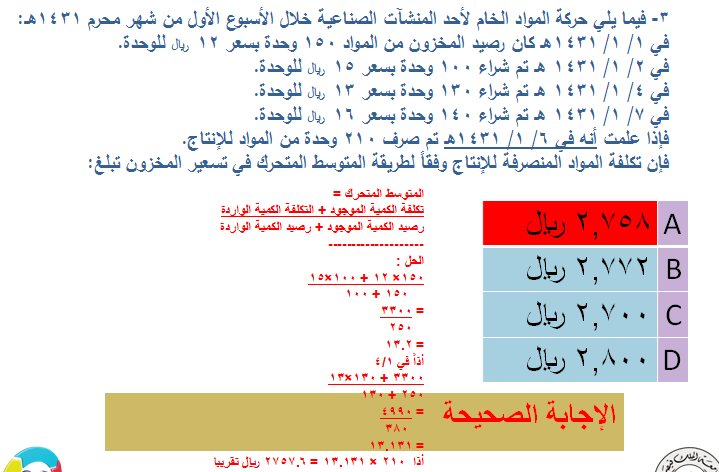 ٣- فيما يلي حركة المواد الخام لأحد المنشآت الصناعية خلال الأسبوع الأول من شهر محرم ١٤٣١هـ:
في ١/ ١/ ١٤٣١هـ كان رصيد المخزون من المواد ١٥٠ وحدة بسعر ١٢ ريال للوحدة.
في ٢/ ١/ ١٤٣١ هـ تم شراء ١٠٠ وحدة بسعر ١٥ ريال للوحدة.
في ٤/ ١/ ١٤٣١ هـ تم شراء ١٣٠ وحدة بسعر ١٣ ريال للوحدة.
في ٧/ ١/ ١٤٣١ هـ تم شراء ١٤٠ وحدة بسعر ١٦ ريال للوحدة.
فإذا علمت أنه في ٦/ ١/ ١٤٣١هـ تم صرف ٢١٠ وحدة من المواد للإنتاج.
فإن تكلفة المواد المنصرفة للإنتاج وفقاً لطريقة المتوسط المتحرك في تسعير المخزون تبلغ:
A ٢,٧٥٨ ريال
B ٢,٧٧٢ ريال
C ٢,٧٠٠ ريال
D ٢,٨٠٠ ريال
المتوسط المتحرك =
تكلفة الكمية الموجود + التكلفة الكمية الواردة
رصيد الكمية الموجود + رصيد الكمية الواردة
--------------------
الحل :
١٥٠× ١٢ + ١٠٠×١٥
١٥٠ + ١٠٠
=
٣٣٠٠
٢٥٠
= ١٣.٢
أذاً في ٤/١
٣٣٠٠ + ١٣٠×١٣
٢٥٠ + ١٣٠
=
٤٩٩٠
٣٨٠
= ١٣.١٣١
أذا ٢١٠ × ١٣.١٣١ = ٢٧٥٧.٦ ريال تقريبا
الإجابة الصحيحة